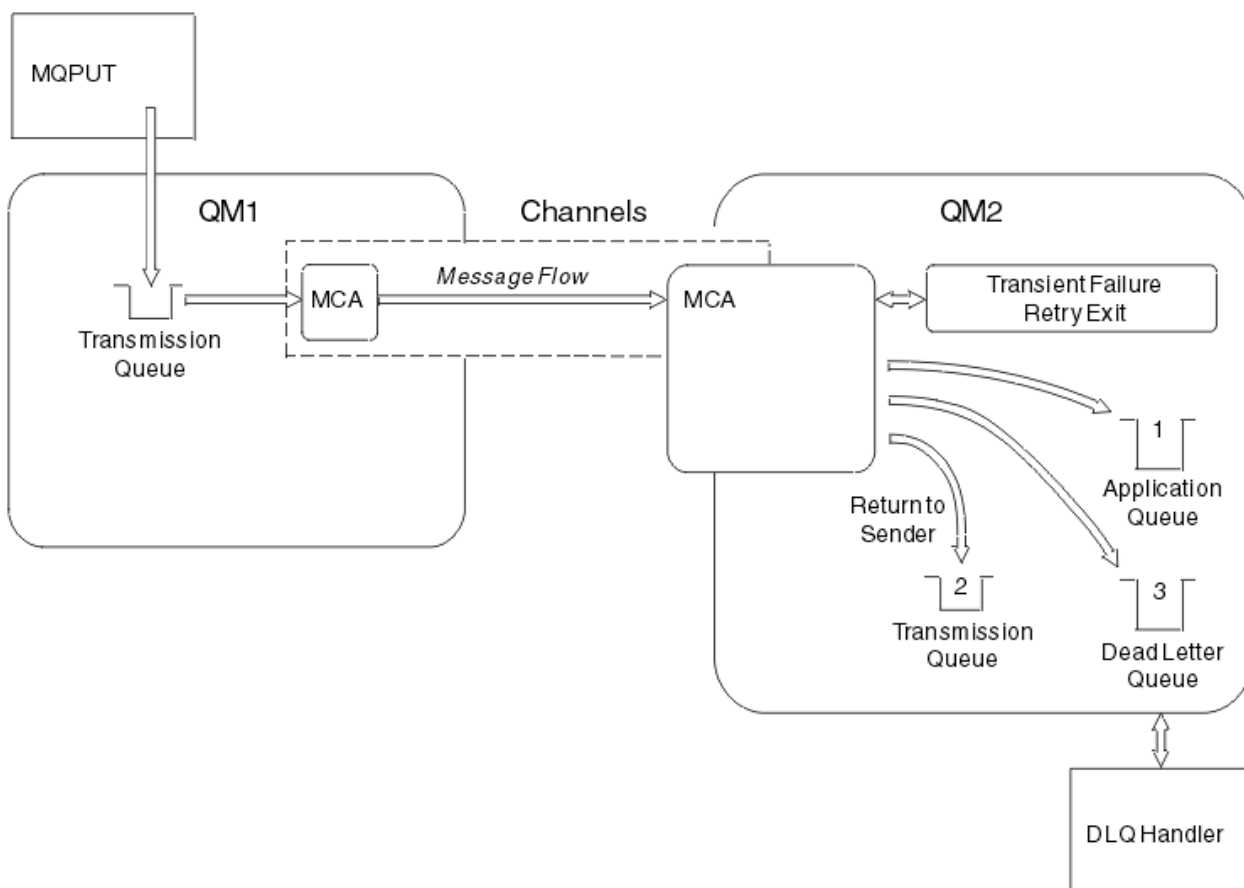 MQPUT
QM1
Channels
QM2
Message Flow
MCA
MCA
Transient Failure
Retry Exit
Transmission
Queue
1
Application
Queue
Return to
Sender
2
Transmission
Queue
3
Dead Letter
Queue
DLQ Handler